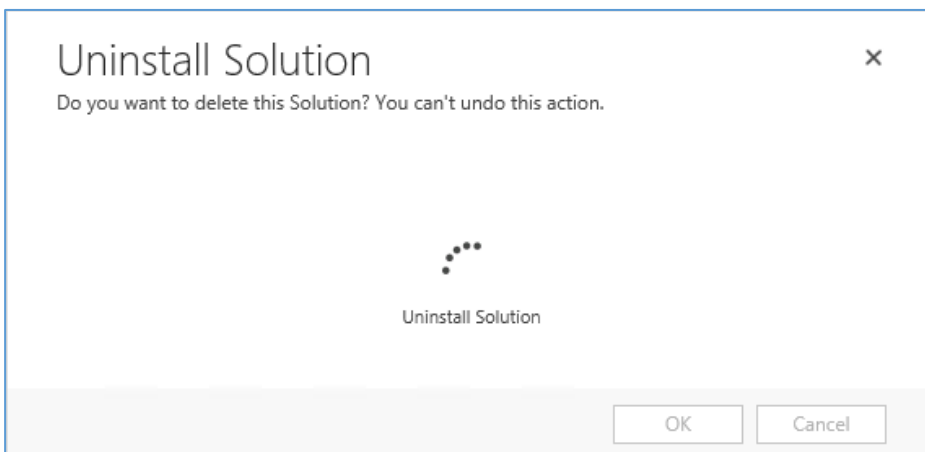 Uninstall Solution
Do you want to delete this Solution? You can't undo this action.
Uninstall Solution
OK
Cancel